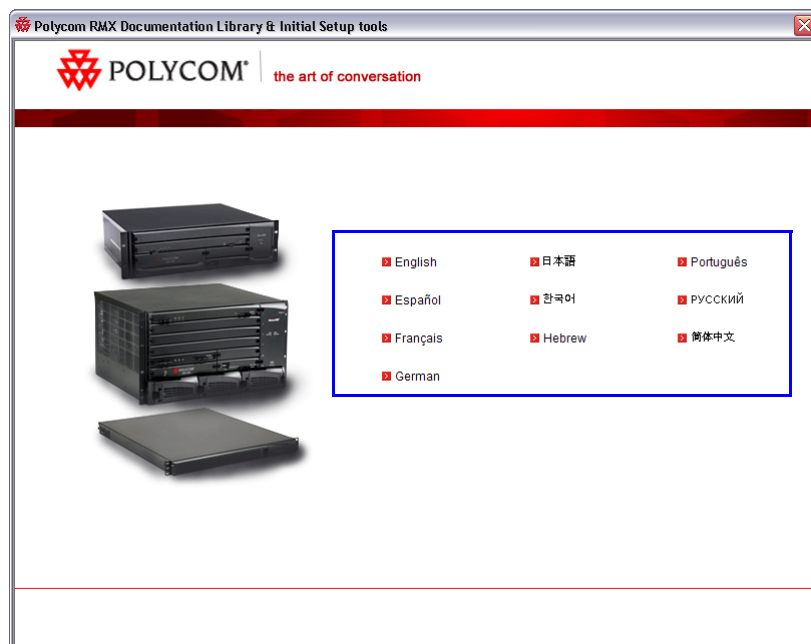 Polycom RMX Documentation Library & Initial Setup tools
POLYCOM® the art of conversation
English 日本語 Português
Español 한국어 РУССКИЙ
Français Hebrew 简体中文
German